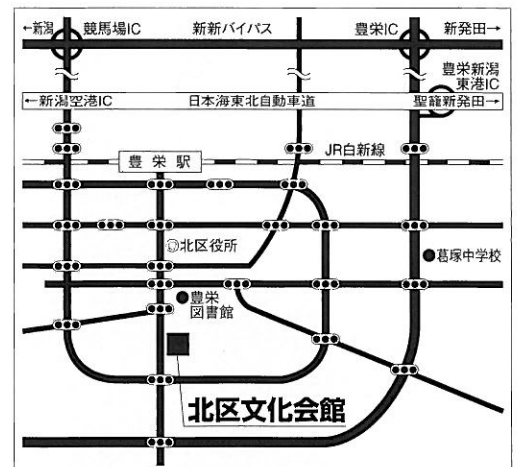 ←新潟 競馬場IC 新新バイパス 豊栄IC 新発田→
豊栄新潟
東港IC
←新潟空港IC 日本海東北自動車道 聖籠新発田→
JR白新線
豊栄駅
◎北区役所
葛塚中学校
豊栄
図書館
北区文化会館